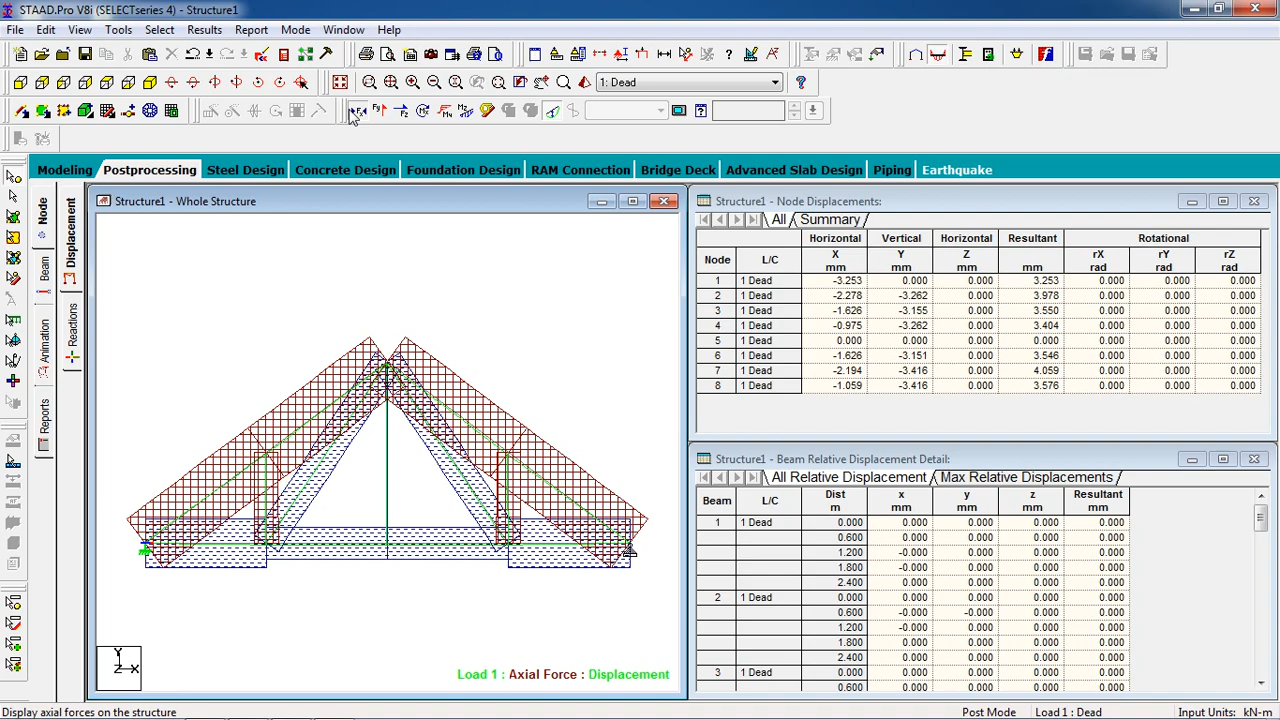 STAAD.Pro V8i (SELECTseries 4) - Structure1
File Edit View Tools Select Results Report Mode Window Help
1: Dead
Modeling Postprocessing Steel Design Concrete Design Foundation Design RAM Connection Bridge Deck Advanced Slab Design Piping Earthquake
Node
Beam
Animation
Reports
Displacement
Reactions
Structure1 - Whole Structure
Y
Z X
Load 1 : Axial Force : Displacement
Structure1 - Node Displacements:
All Summary
Horizontal Vertical Horizontal Resultant Rotational
Node L/C X mm Y mm Z mm mm rX rad rY rad rZ rad
1 1 Dead -3.253 0.000 0.000 3.253 0.000 0.000 0.000
2 1 Dead -2.278 -3.262 0.000 3.978 0.000 0.000 0.000
3 1 Dead -1.626 -3.155 0.000 3.550 0.000 0.000 0.000
4 1 Dead -0.975 -3.262 0.000 3.404 0.000 0.000 0.000
5 1 Dead 0.000 0.000 0.000 0.000 0.000 0.000 0.000
6 1 Dead -1.626 -3.151 0.000 3.546 0.000 0.000 0.000
7 1 Dead -2.194 -3.416 0.000 4.059 0.000 0.000 0.000
8 1 Dead -1.059 -3.416 0.000 3.576 0.000 0.000 0.000
Structure1 - Beam Relative Displacement Detail:
All Relative Displacement Max Relative Displacements
Beam L/C Dist m x mm y mm z mm Resultant mm
1 1 Dead 0.000 0.000 0.000 0.000 0.000
0.600 0.000 0.000 0.000 0.000
1.200 -0.000 0.000 0.000 0.000
1.800 -0.000 0.000 0.000 0.000
2.400 0.000 0.000 0.000 0.000
2 1 Dead 0.000 0.000 0.000 0.000 0.000
0.600 -0.000 -0.000 0.000 0.000
1.200 -0.000 0.000 0.000 0.000
1.800 0.000 0.000 0.000 0.000
2.400 0.000 0.000 0.000 0.000
3 1 Dead 0.000 0.000 0.000 0.000 0.000
0.600 0.000 0.000 0.000 0.000
Display axial forces on the structure
Post Mode
Load 1 : Dead
Input Units: kN-m